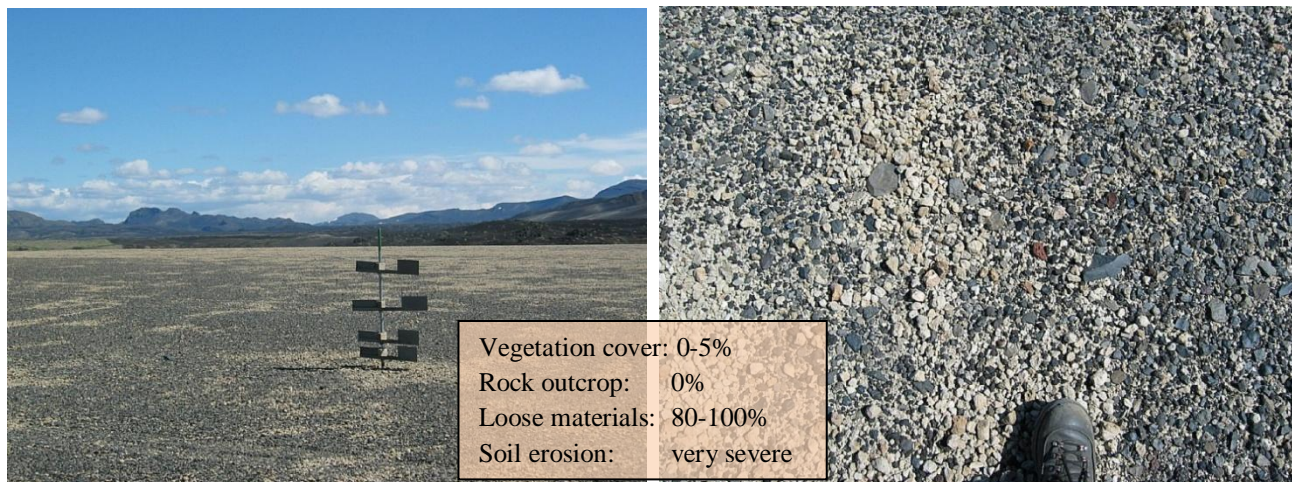 Vegetation cover: 0-5%
Rock outcrop: 0%
Loose materials: 80-100%
Soil erosion: very severe